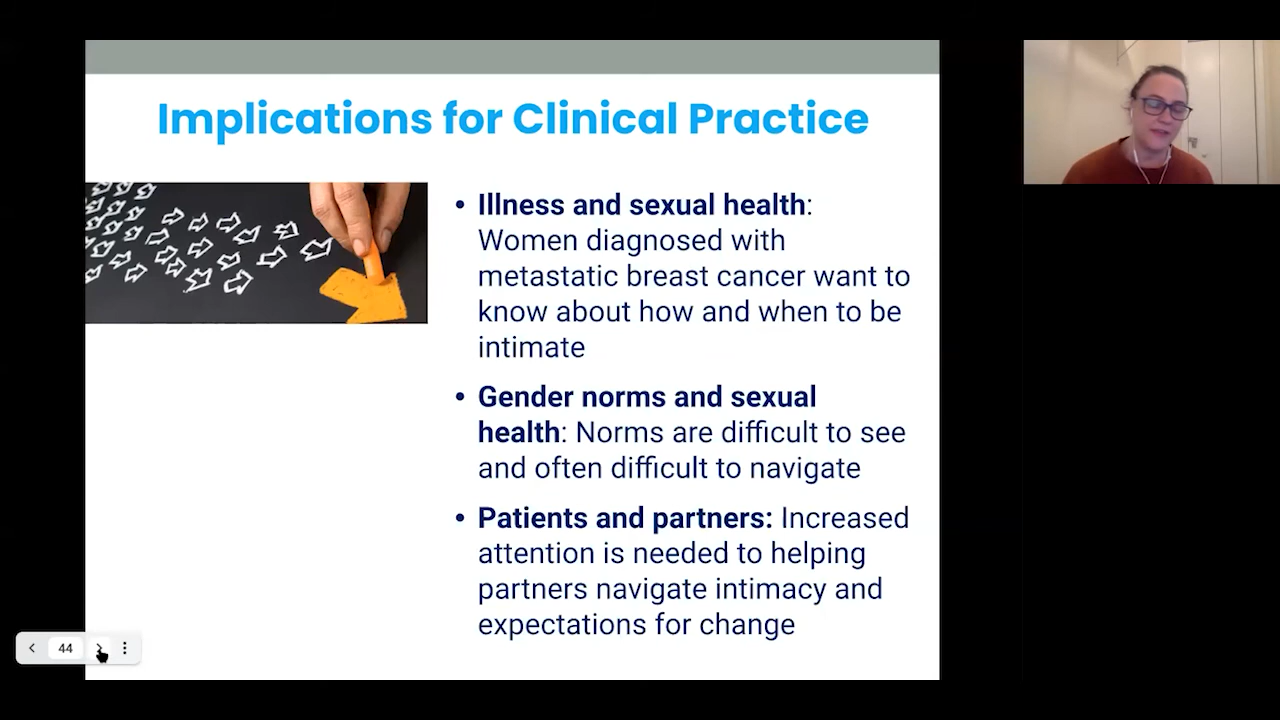 Implications for Clinical Practice
• Illness and sexual health:
Women diagnosed with
metastatic breast cancer want to
know about how and when to be
intimate
• Gender norms and sexual
health: Norms are difficult to see
and often difficult to navigate
• Patients and partners: Increased
attention is needed to helping
partners navigate intimacy and
expectations for change
44